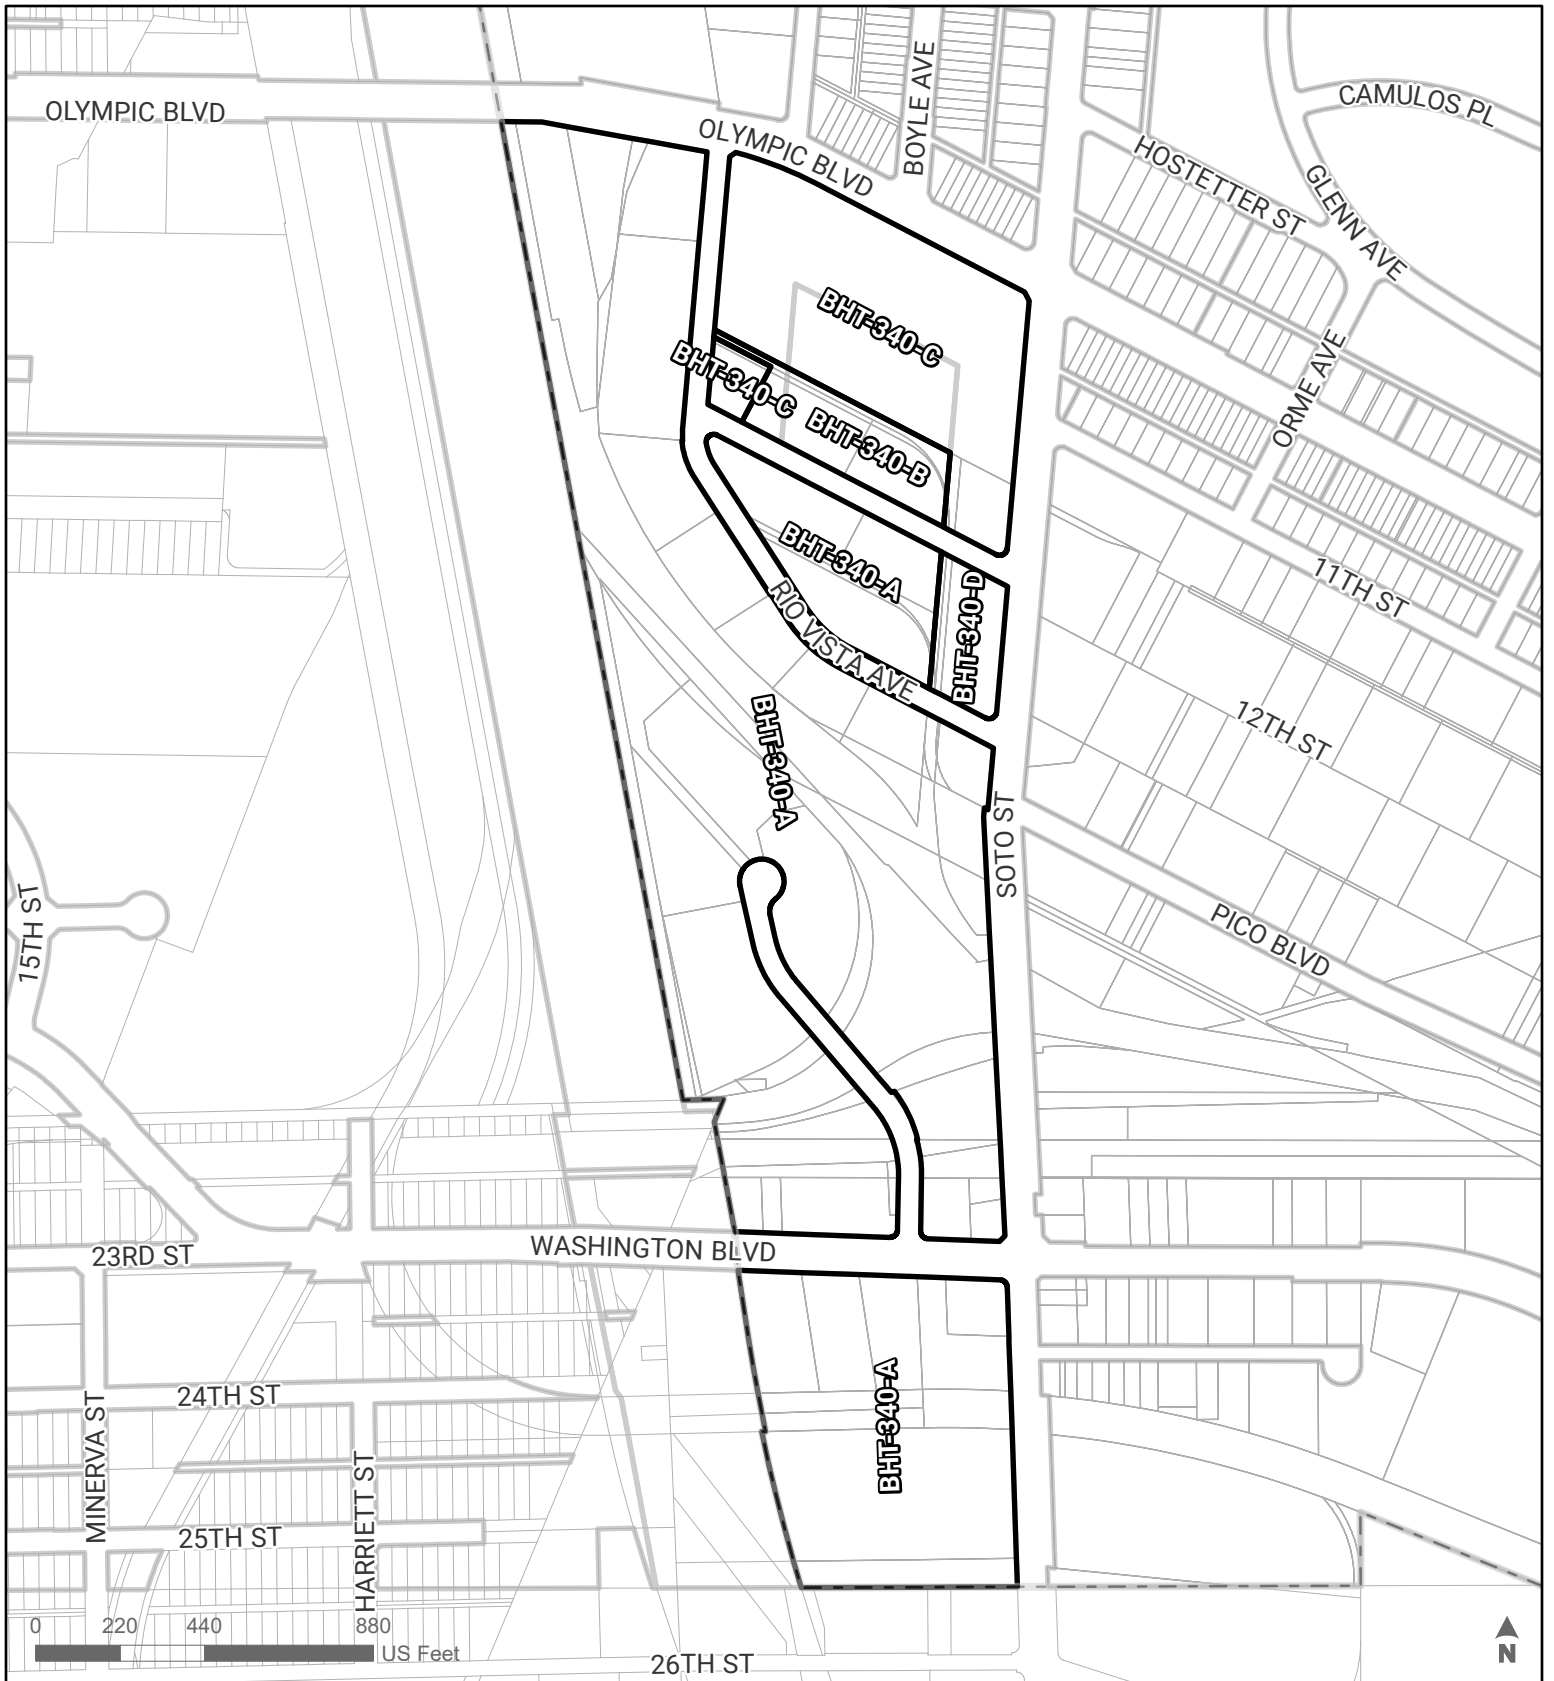 OLYMPIC BLVD
OLYMPIC BLVD
BOYLE AVE
CAMULOS PL
HOSTETTER ST
GLENN AVE
BHT-340-C
BHT-340-C
BHT-340-B
ORME AVE
BHT-340-A
BHT-340-D
RIO VISTA AVE
11TH ST
12TH ST
BHT-340-A
SOTO ST
15TH ST
PICO BLVD
23RD ST
WASHINGTON BLVD
24TH ST
MINERVA ST
BHT-340-A
HARRIETT ST
25TH ST
0 220 440 880
US Feet
26TH ST
N